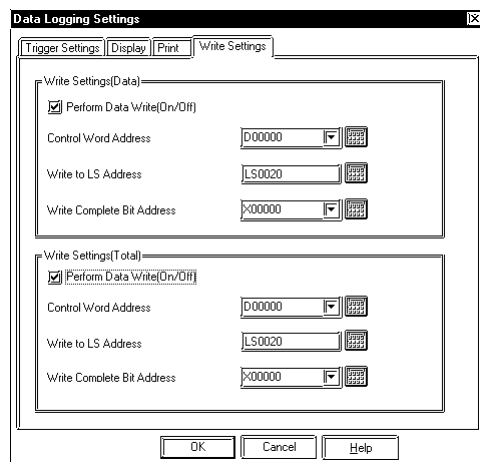 Data Logging Settings
Trigger Settings Display Print Write Settings
Write Settings(Data)
Perform Data Write(On/Off)
Control Word Address D00000
Write to LS Address LS0020
Write Complete Bit Address X00000
Write Settings(Total)
Perform Data Write(On/Off)
Control Word Address D00000
Write to LS Address LS0020
Write Complete Bit Address X00000
OK Cancel Help